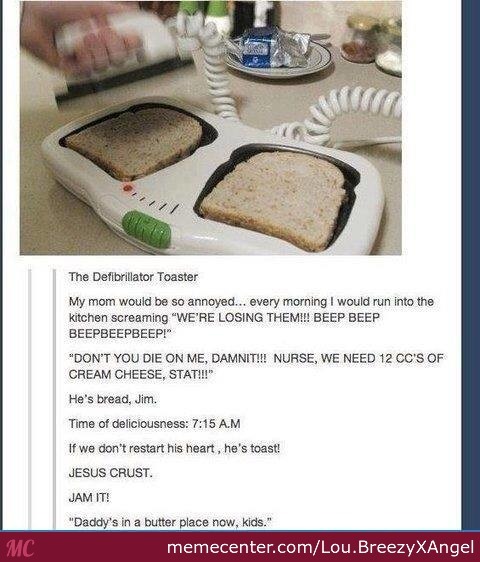 The Defibrillator Toaster
My mom would be so annoyed... every morning I would run into the
kitchen screaming “WE’RE LOSING THEM!!! BEEP BEEP
BEEPBEEPBEEP!”
“DON’T YOU DIE ON ME, DAMNIT!!!  NURSE, WE NEED 12 CC’S OF
CREAM CHEESE, STAT!!!”
He’s bread, Jim.
Time of deliciousness: 7:15 A.M
If we don’t restart his heart , he’s toast!
JESUS CRUST.
JAM IT!
"Daddy’s in a butter place now, kids.”
MC
memecenter.com/Lou.BreezyXAngel